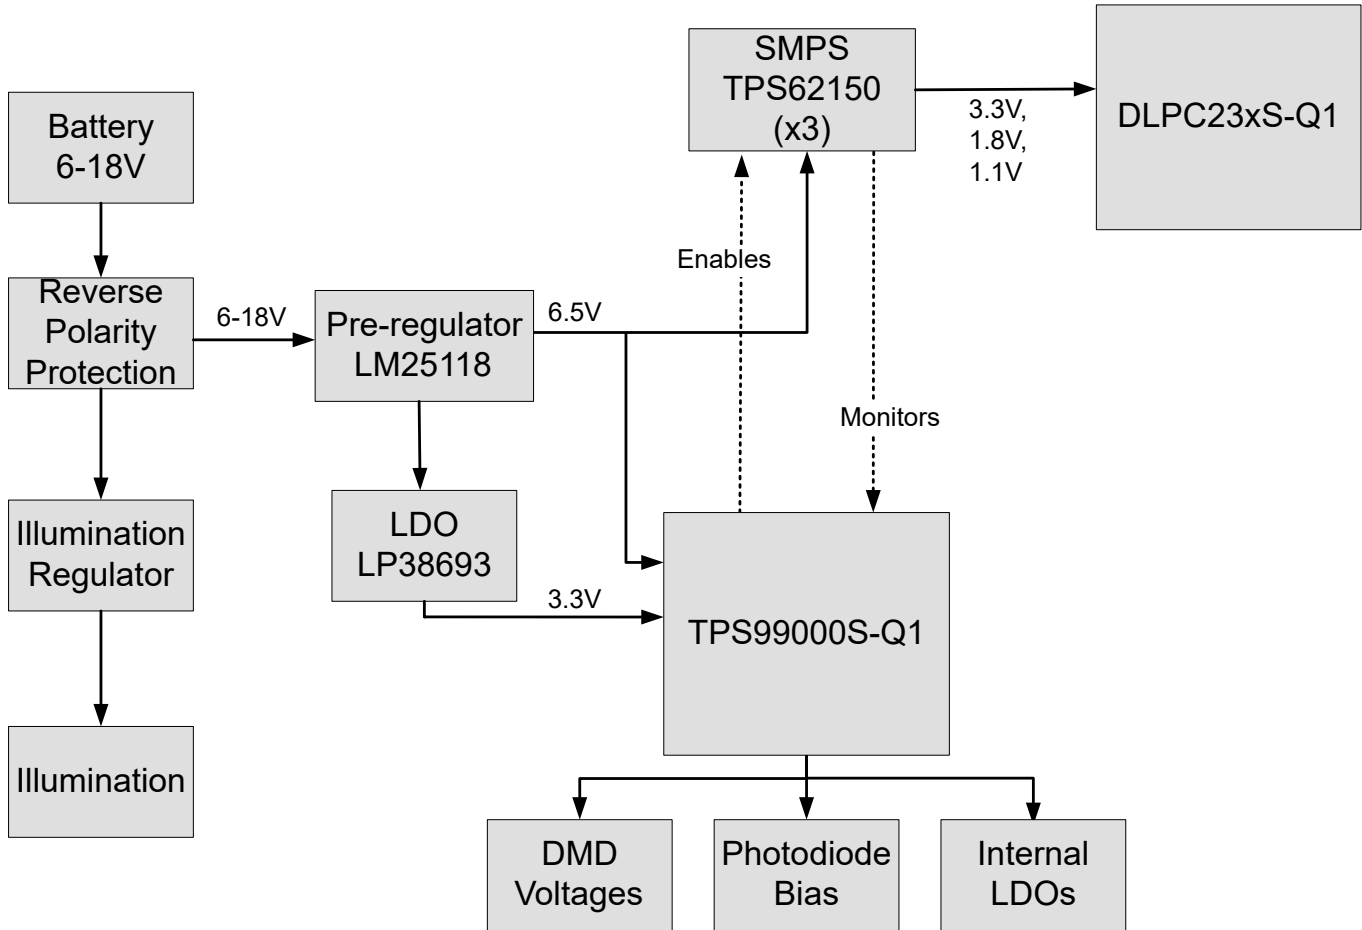 SMPS
TPS62150
(x3)
DLPC23xS-Q1
3.3V,
1.8V,
1.1V
Battery
6-18V
Enables
Reverse
Polarity
Protection
6-18V
Pre-regulator
LM25118
6.5V
Monitors
LDO
LP38693
Illumination
Regulator
3.3V
TPS99000S-Q1
Illumination
DMD
Voltages
Photodiode
Bias
Internal
LDOs